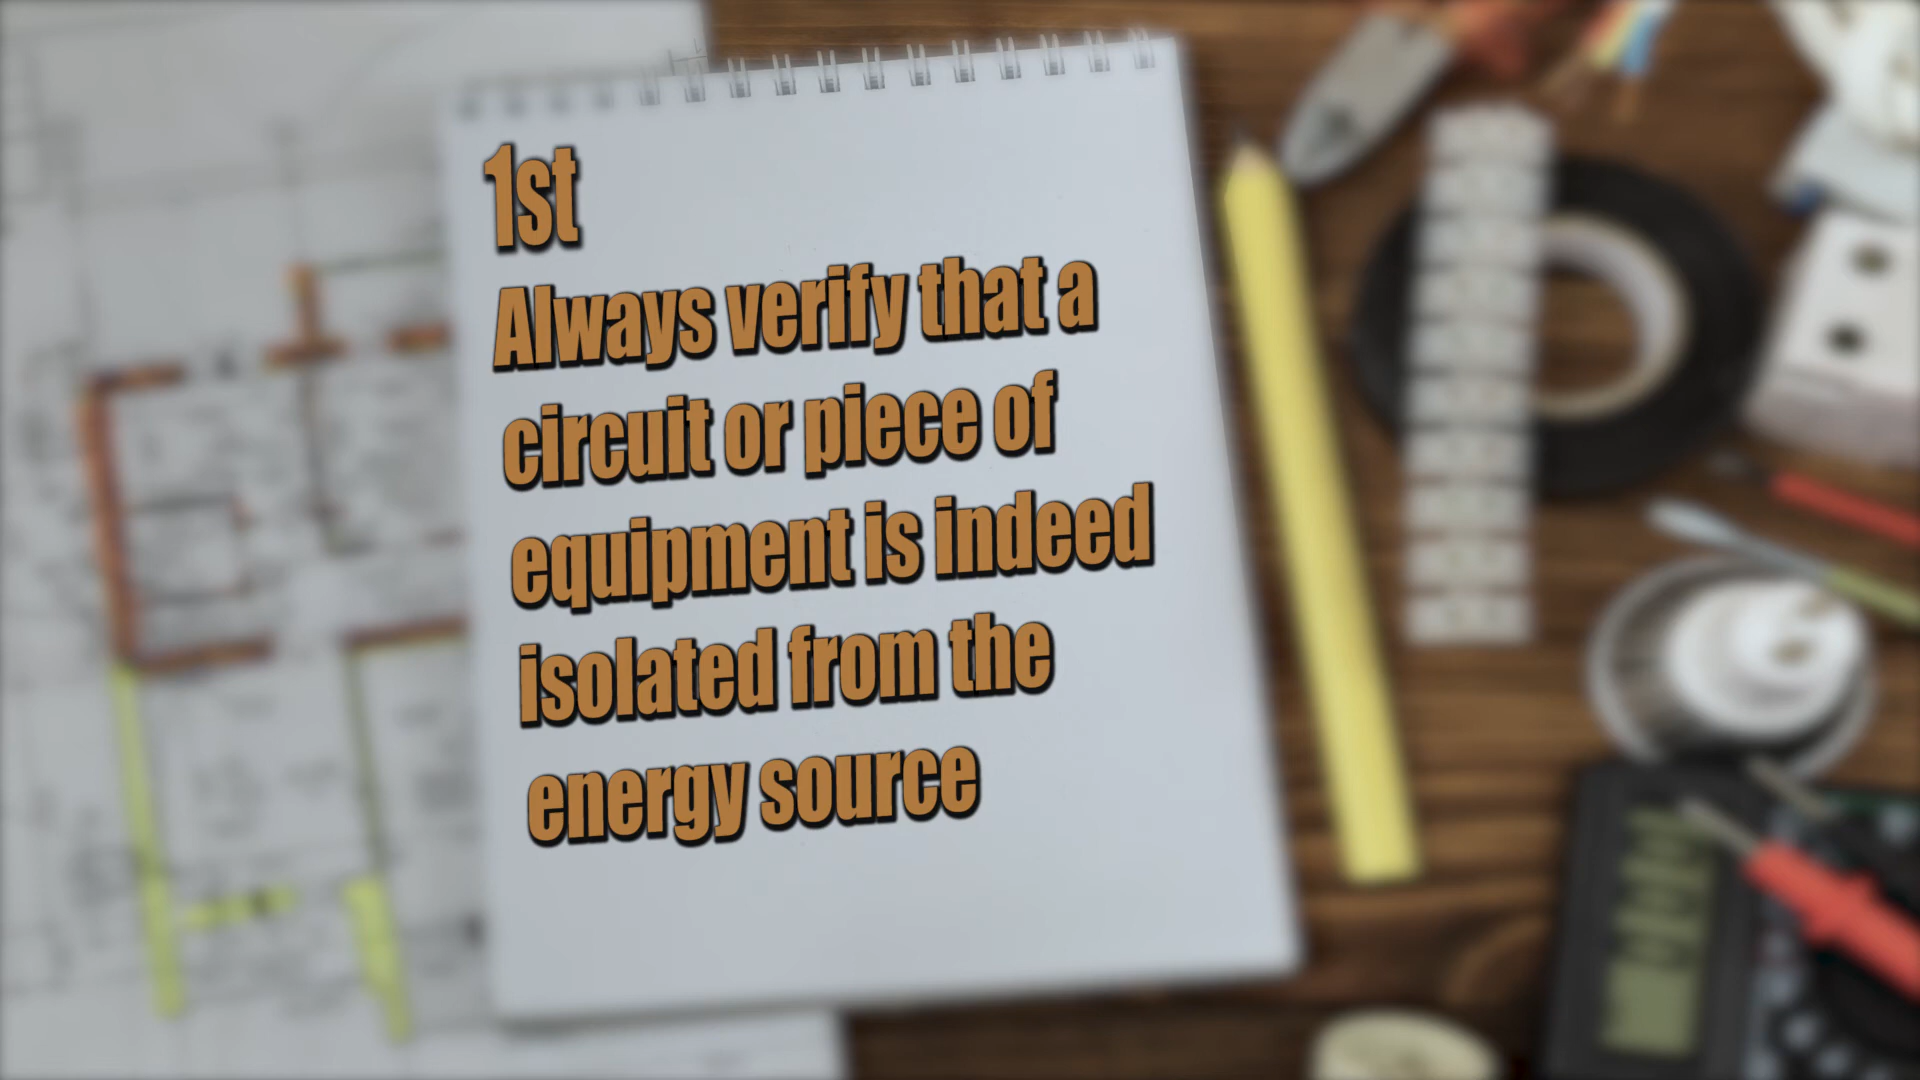 1st
Always verify that a
circuit or piece of
equipment is indeed
isolated from the
energy source